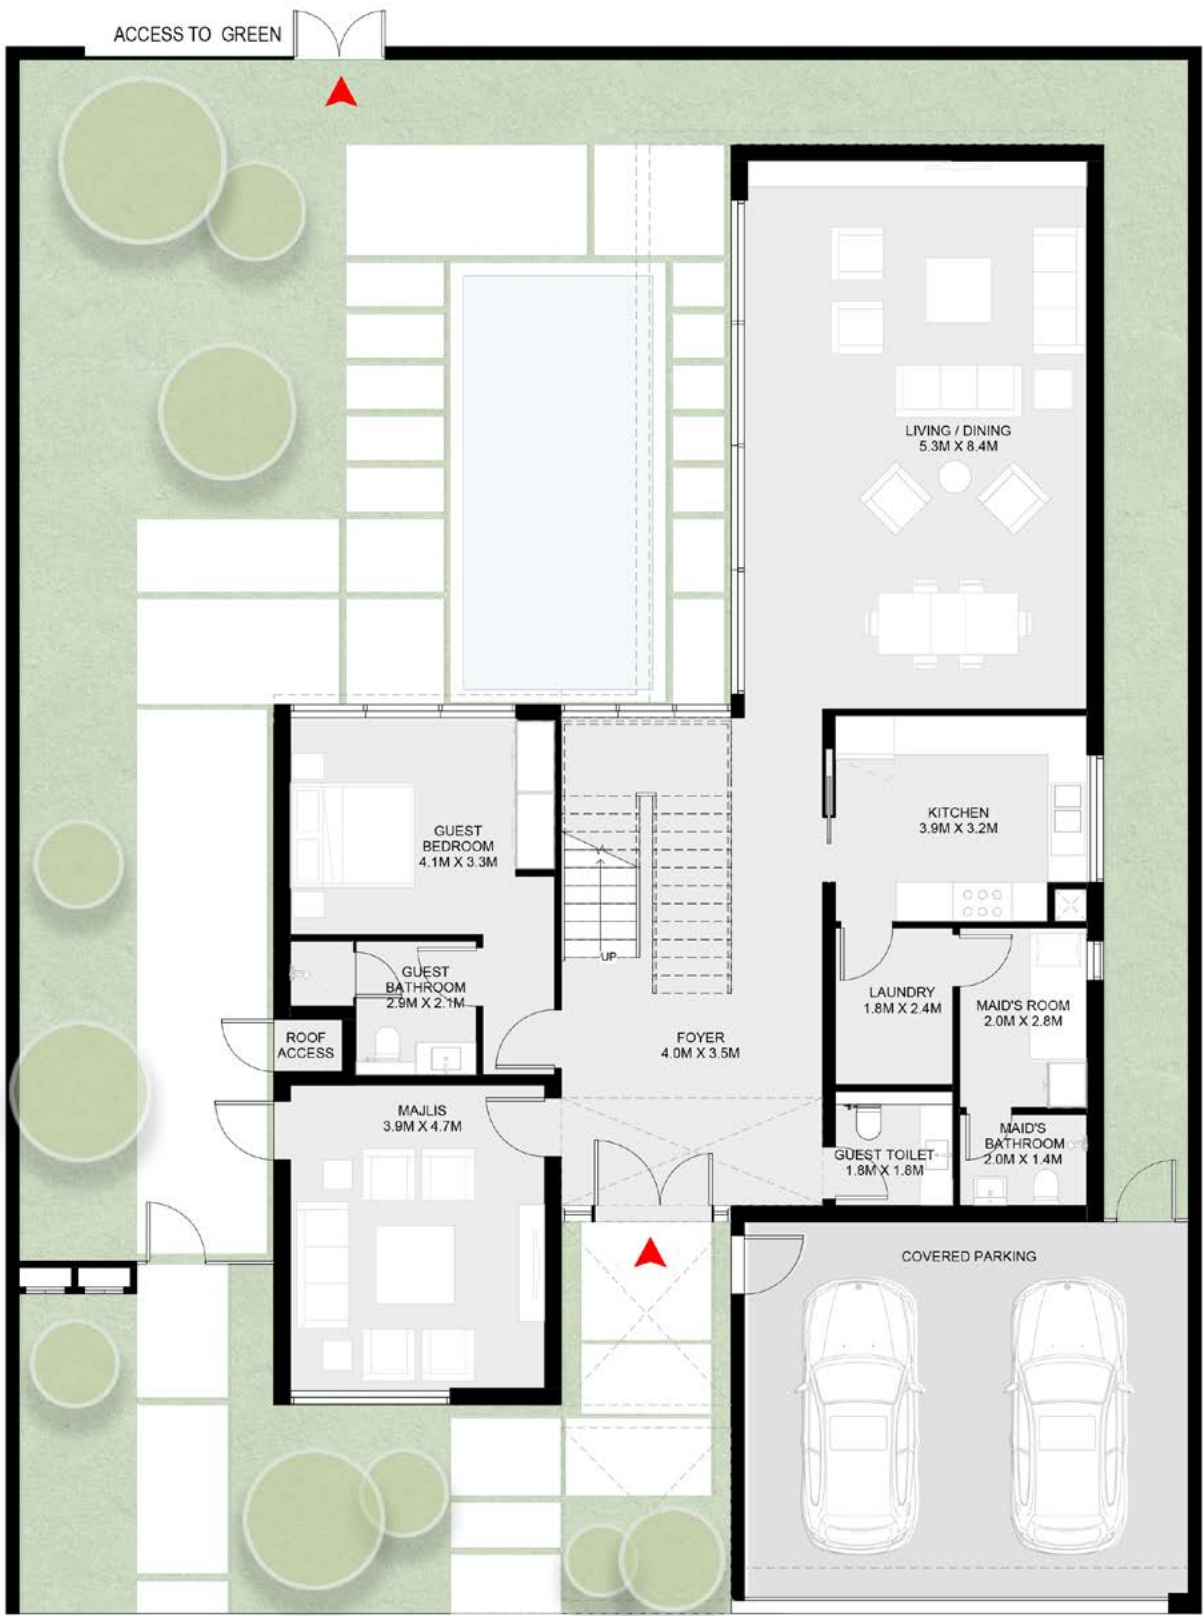 ACCESS TO GREEN
LIVING / DINING
5.3M X 8.4M
KITCHEN
3.9M X 3.2M
GUEST
BEDROOM
4.1M X 3.3M
UP
GUEST
BATHROOM
2.9M X 2.1M
LAUNDRY
1.8M X 2.4M
MAID'S ROOM
2.0M X 2.8M
ROOF
ACCESS
FOYER
4.0M X 3.5M
MAJLIS
3.9M X 4.7M
GUEST TOILET
1.8M X 1.8M
MAID'S
BATHROOM
2.0M X 1.4M
COVERED PARKING